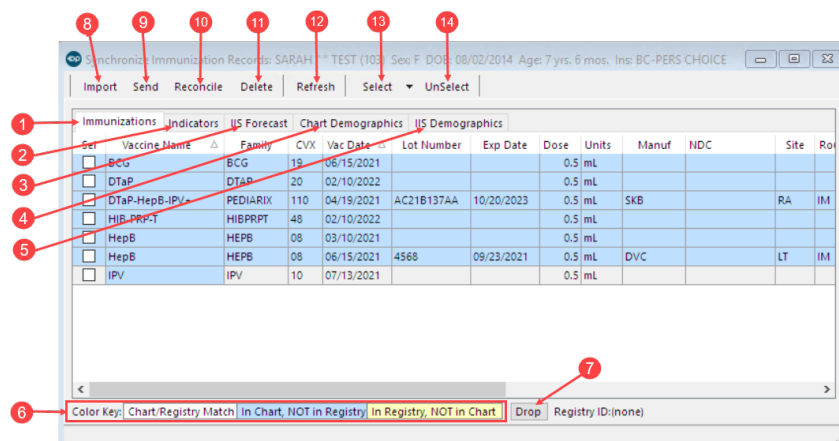 8 9 10 11 12 13 14
Synchronize Immunization Records: SARAH * * TEST (103) Sex: F DOB: 08/02/2014 Age: 7 yrs. 6 mos. Ins: BC-PERS CHOICE
Import Send Reconcile Delete Refresh Select UnSelect
1 Immunizations Indicators IIS Forecast Chart Demographics IIS Demographics
Sel Vaccine Name Family CVX Vac Date Lot Number Exp Date Dose Units Manuf NDC Site Rou
2 BCG BCG 19 06/15/2021 0.5 mL
3 DTaP DTAP 20 02/10/2022 0.5 mL
DTaP-HepB-IPV+ PEDIARIX 110 04/19/2021 AC21B137AA 10/20/2023 0.5 mL SKB RA IM
4 HIB-PRP-T HIBPRPT 48 02/10/2022 0.5 mL
HepB HEPB 08 03/10/2021 0.5 mL
5 HepB HEPB 08 06/15/2021 4568 09/23/2021 0.5 mL DVC LT IM
IPV IPV 10 07/13/2021 0.5 mL
7
6 Color Key: Chart/Registry Match In Chart, NOT in Registry In Registry, NOT in Chart Drop Registry ID:(none)